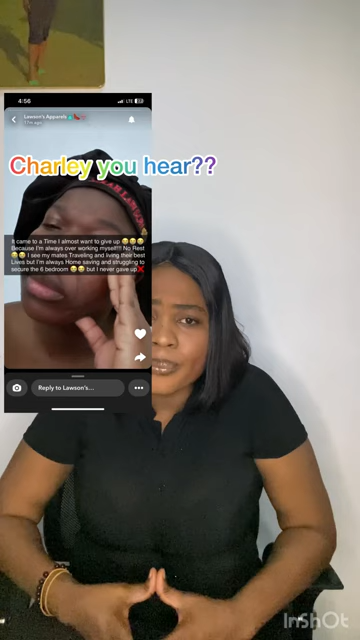 4:56
LTE
Lawson's Apparels
Charley you hear??
It came to a Time I almost want to give up 😭😭😭
Because I'm always over working myself!!! No Rest
😭😭 I see my mates Traveling and living their best
Lives but I'm always Home saving and struggling to
secure the 6 bedroom 😭😭 but I never gave up❌
Reply to Lawson's...
InShOt